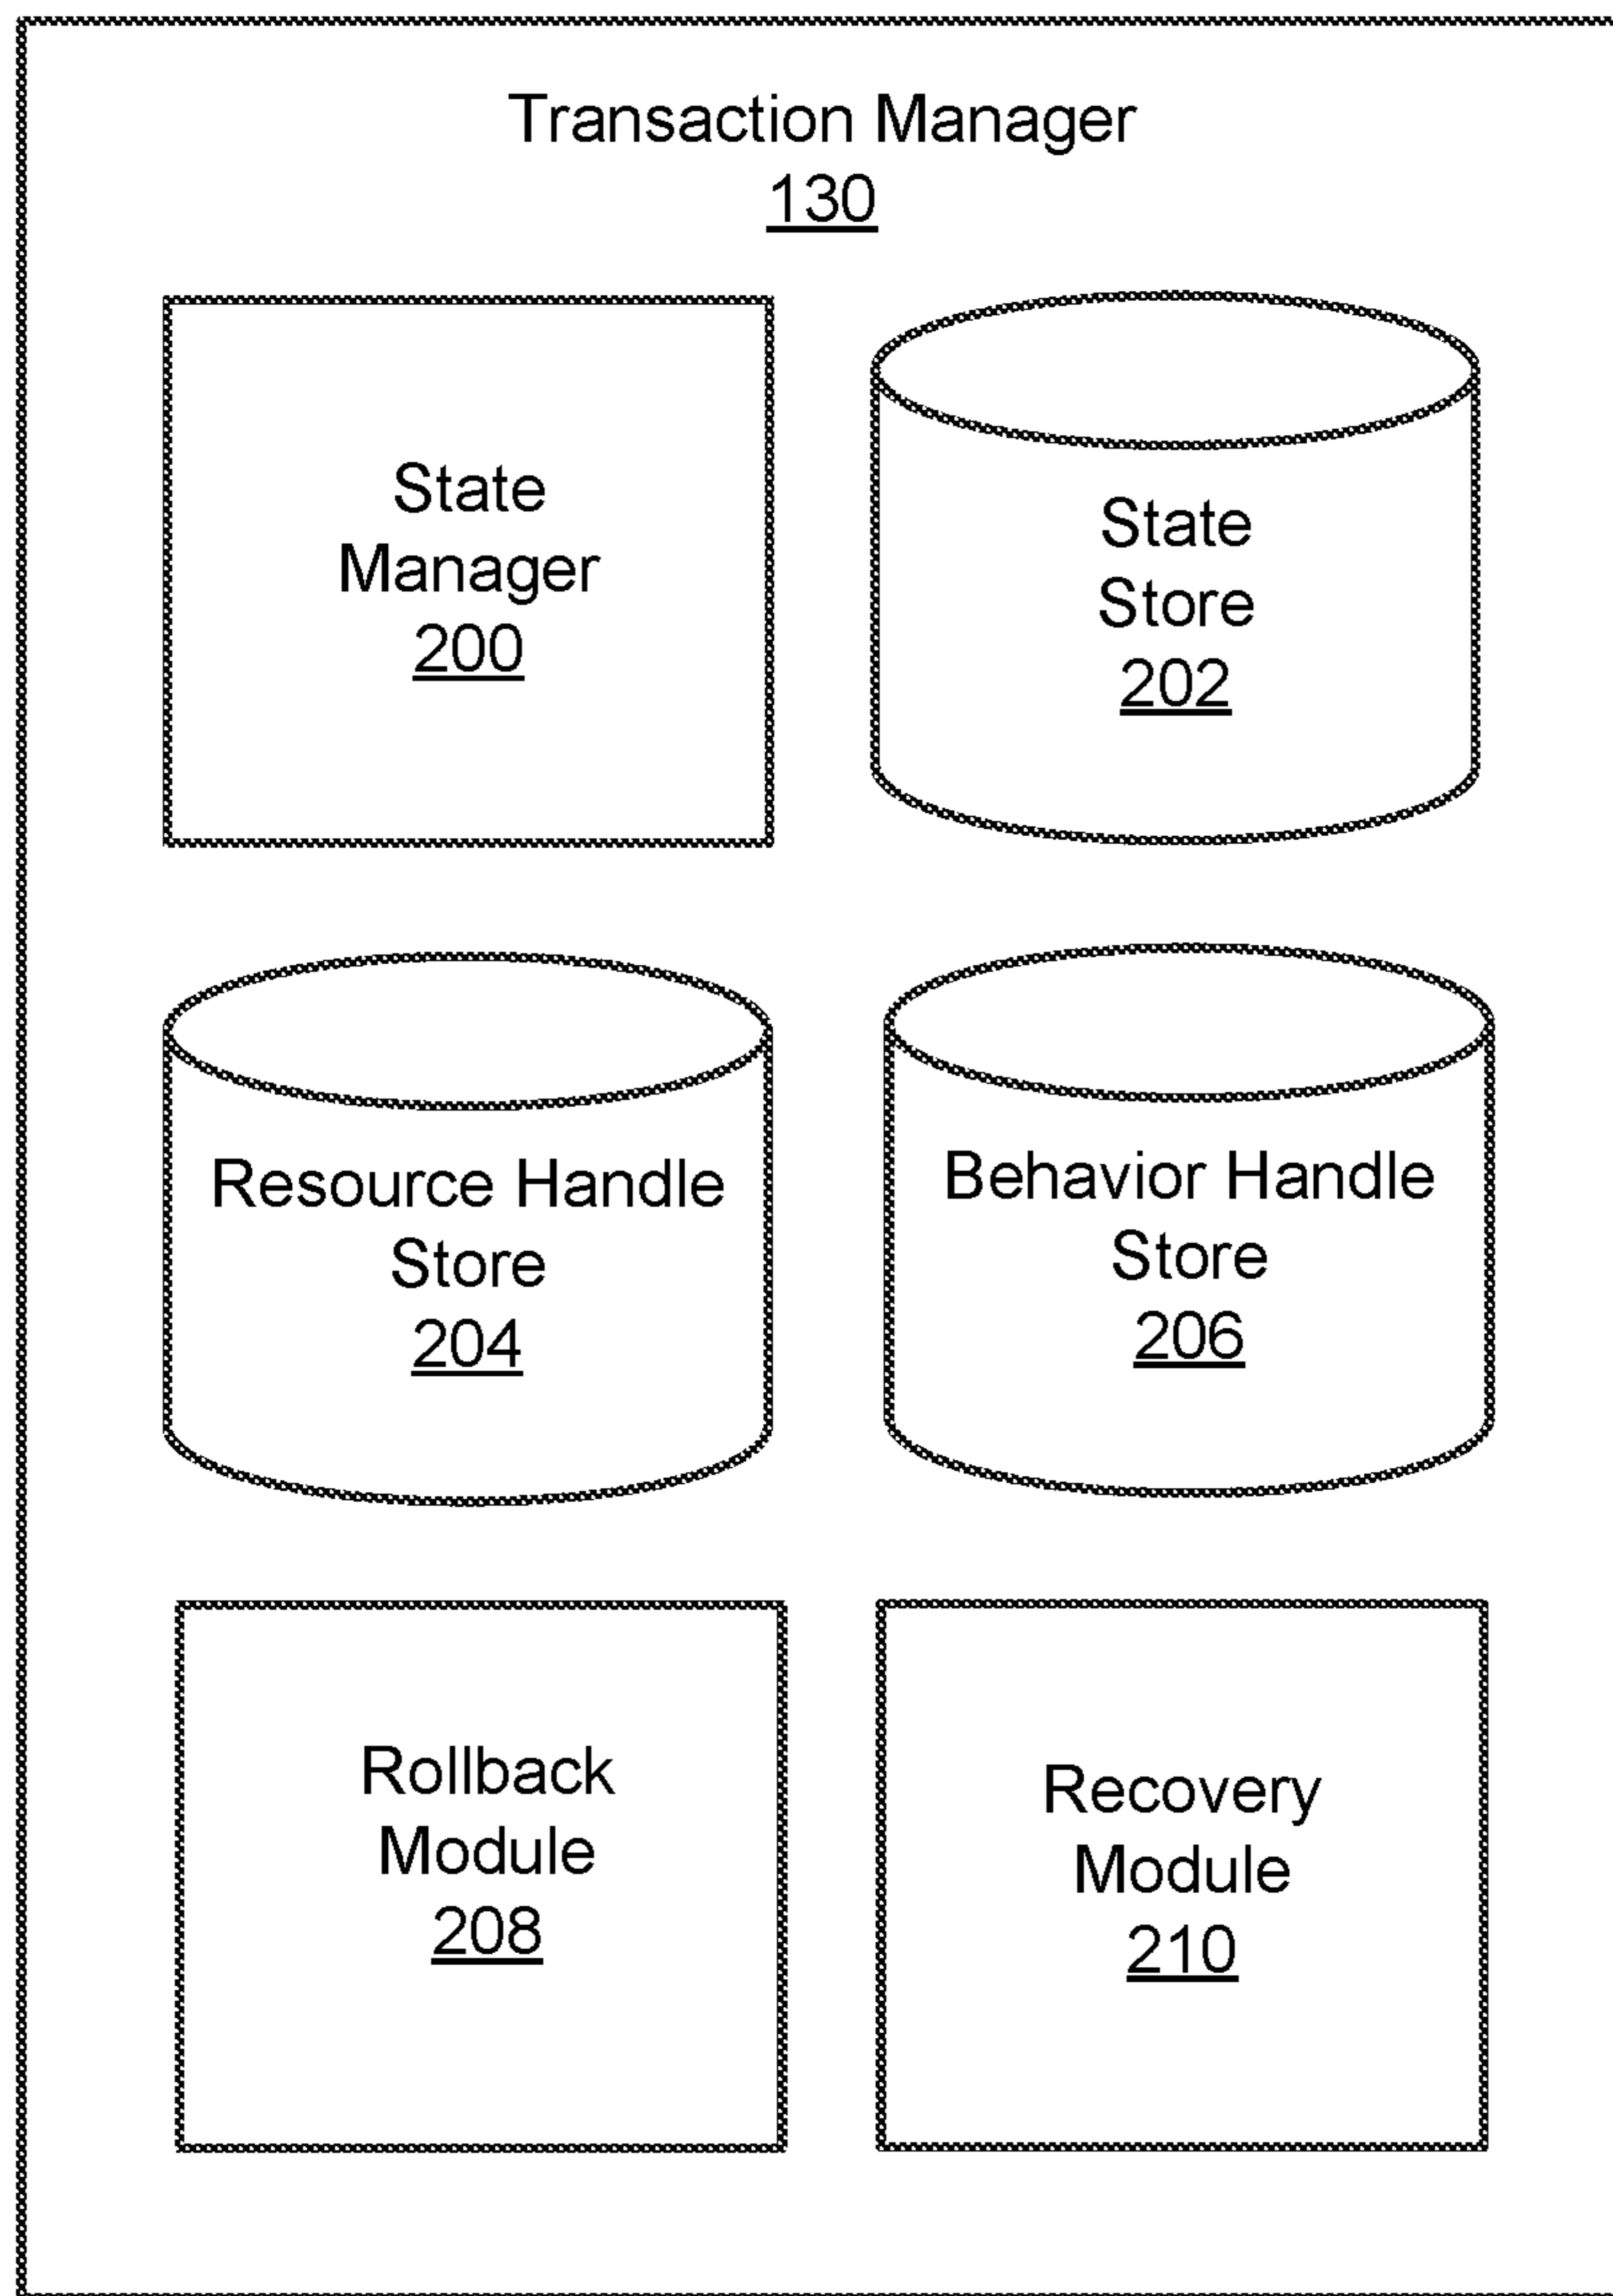 Transaction Manager
130
State
Manager
200
State
Store
202
Resource Handle
Store
204
Behavior Handle
Store
206
Rollback
Module
208
Recovery
Module
210